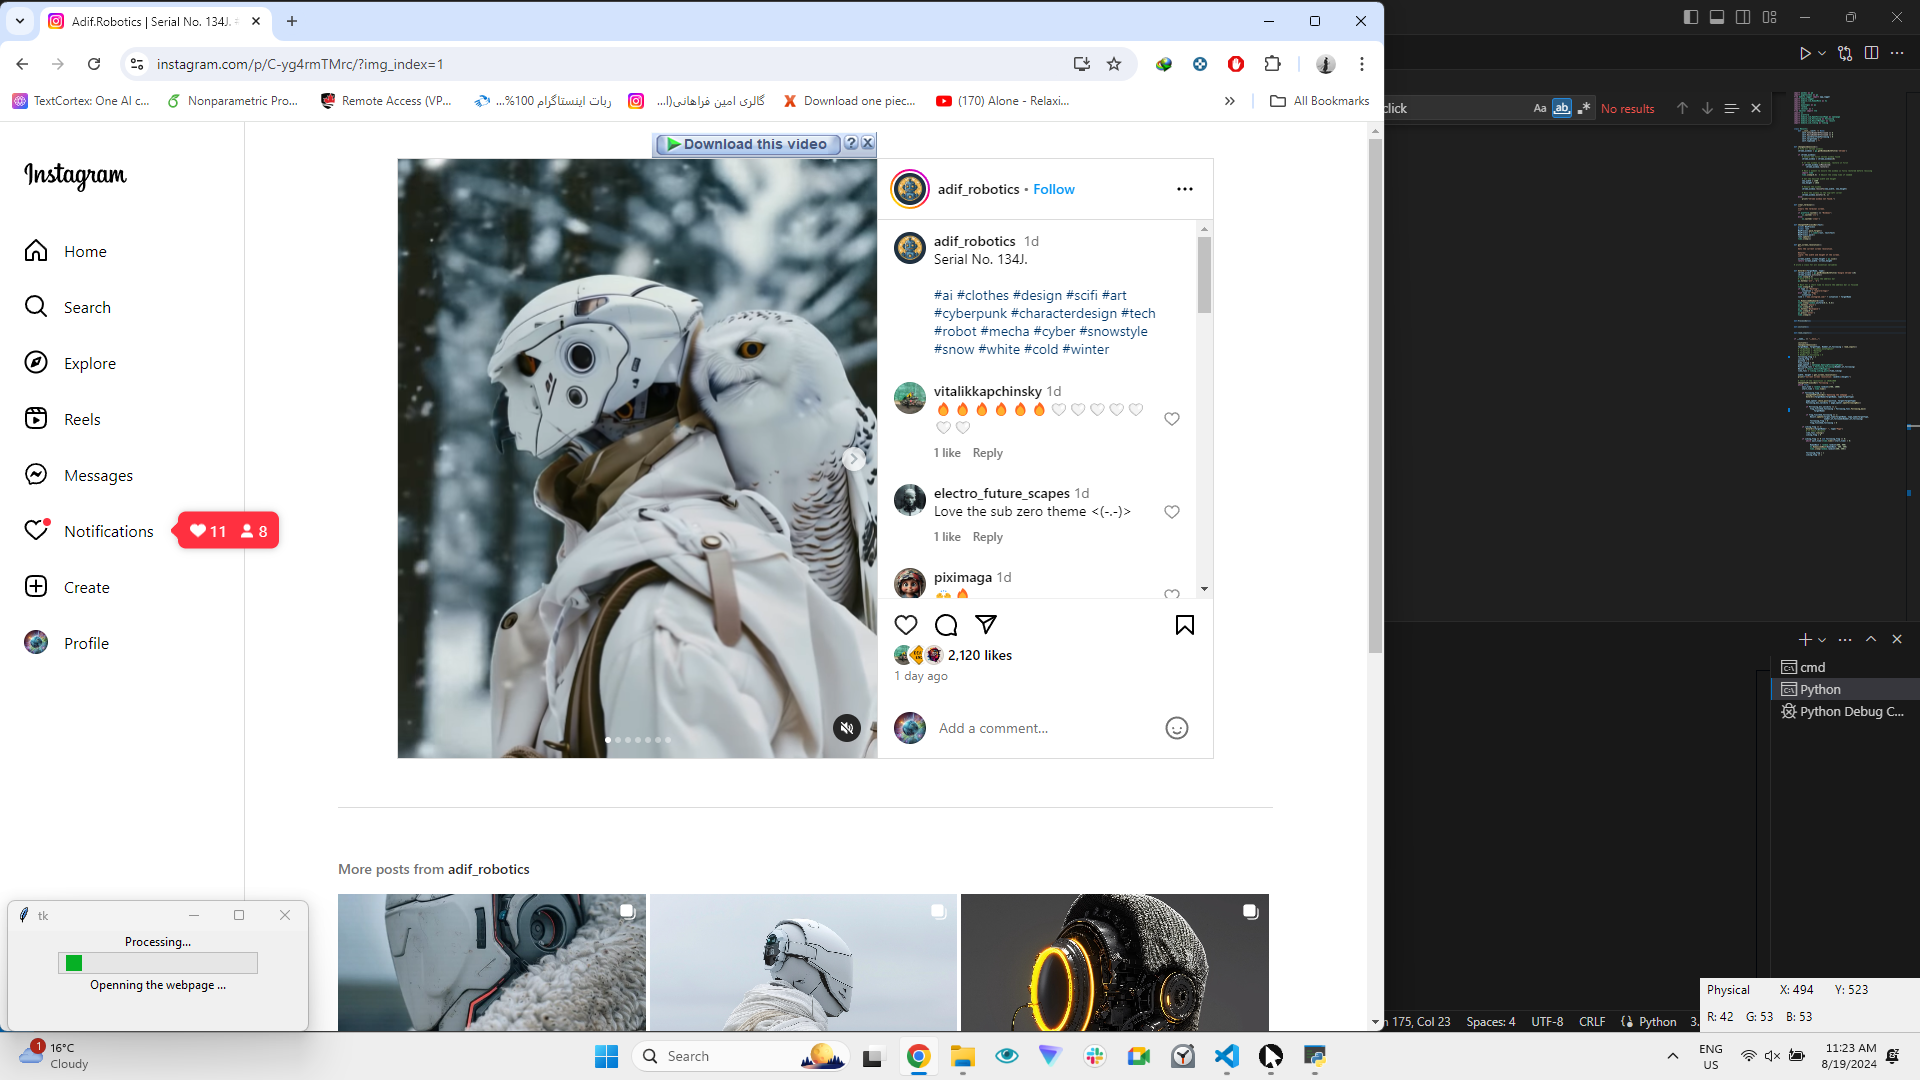 Adif.Robotics | Serial No. 134J.
instagram.com/p/C-yg4rmTMrc/?img_index=1
TextCortex: One AI c...
Nonparametric Pro...
Remote Access (VP...
ربات اینستاگرام 100%...
گالری امین فراهانی(ا...
Download one piec...
(170) Alone - Relaxi...
All Bookmarks
click
Aa
ab
No results
Download this video
Instagram
Home
Search
Explore
Reels
Messages
Notifications
11 8
Create
Profile
adif_robotics • Follow
adif_robotics 1d
Serial No. 134J.
#ai #clothes #design #scifi #art
#cyberpunk #characterdesign #tech
#robot #mecha #cyber #snowstyle
#snow #white #cold #winter
vitalikkapchinsky 1d
🔥🔥🔥🔥🔥🔥🤍🤍🤍🤍🤍
🤍🤍
1 like Reply
electro_future_scapes 1d
Love the sub zero theme <(-.-)>
1 like Reply
piximaga 1d
🙌🔥
2,120 likes
1 day ago
Add a comment...
More posts from adif_robotics
tk
Processing...
Openning the webpage ...
cmd
Python
Python Debug C...
Physical X: 494 Y: 523
R: 42 G: 53 B: 53
175, Col 23
Spaces: 4
UTF-8
CRLF
Python
3.
1
16°C
Cloudy
Search
ENG
US
11:23 AM
8/19/2024